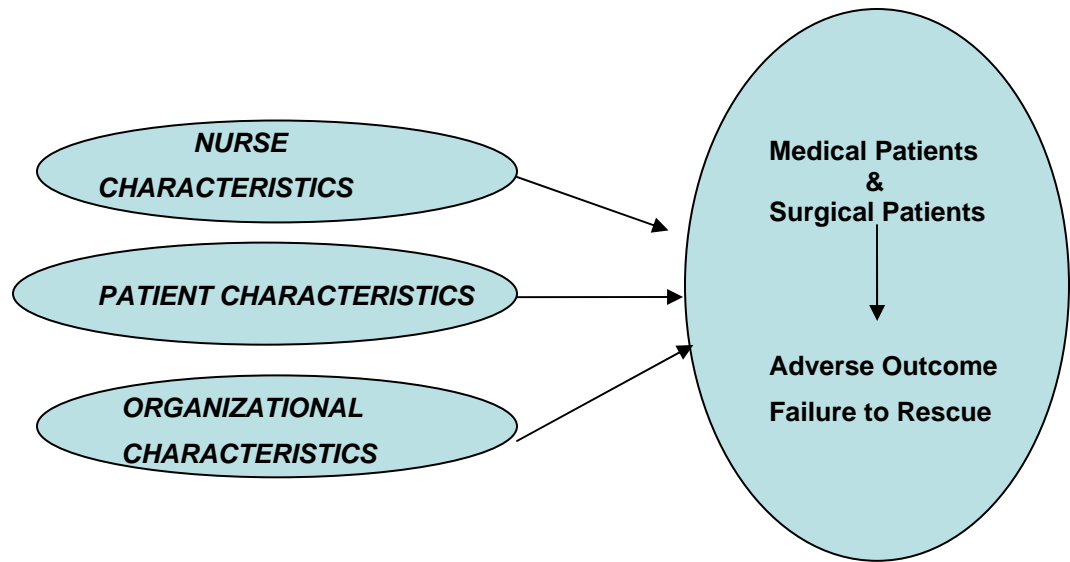 NURSE
CHARACTERISTICS
PATIENT CHARACTERISTICS
ORGANIZATIONAL
CHARACTERISTICS
Medical Patients
&
Surgical Patients
Adverse Outcome
Failure to Rescue